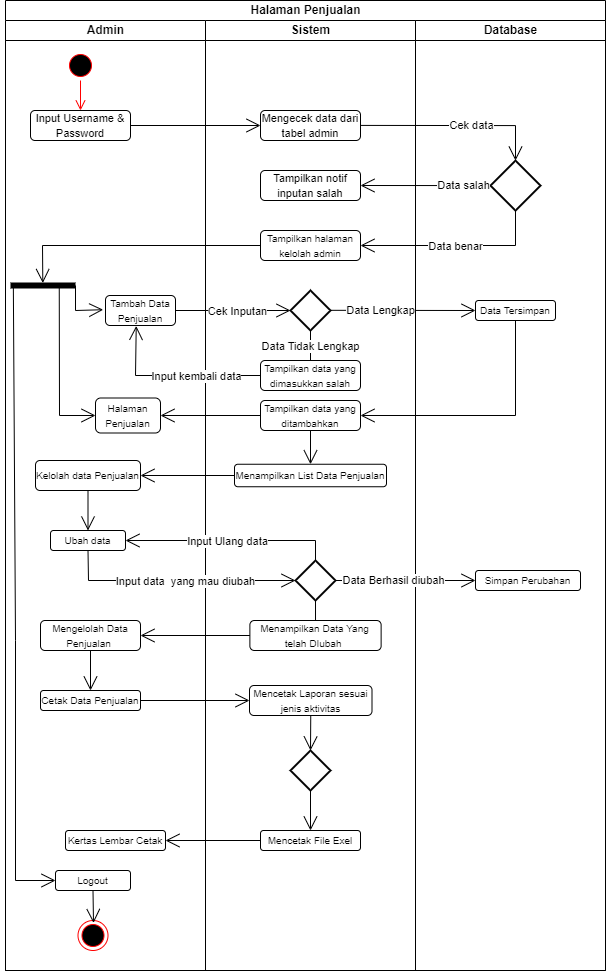 Halaman Penjualan
Admin
Sistem
Database
Input Username &
Password
Mengecek data dari
tabel admin
Cek data
Tampilkan notif
inputan salah
Data salah
Tampilkan halaman
kelolah admin
Data benar
Tambah Data
Penjualan
Cek Inputan
Data Lengkap
Data Tersimpan
Data Tidak Lengkap
Input kembali data
Tampilkan data yang
dimasukkan salah
Halaman
Penjualan
Tampilkan data yang
ditambahkan
Kelolah data Penjualan
Menampilkan List Data Penjualan
Ubah data
Input Ulang data
Input data yang mau diubah
Data Berhasil diubah
Simpan Perubahan
Mengelolah Data
Penjualan
Menampilkan Data Yang
telah DIubah
Cetak Data Penjualan
Mencetak Laporan sesuai
jenis aktivitas
Kertas Lembar Cetak
Mencetak File Exel
Logout